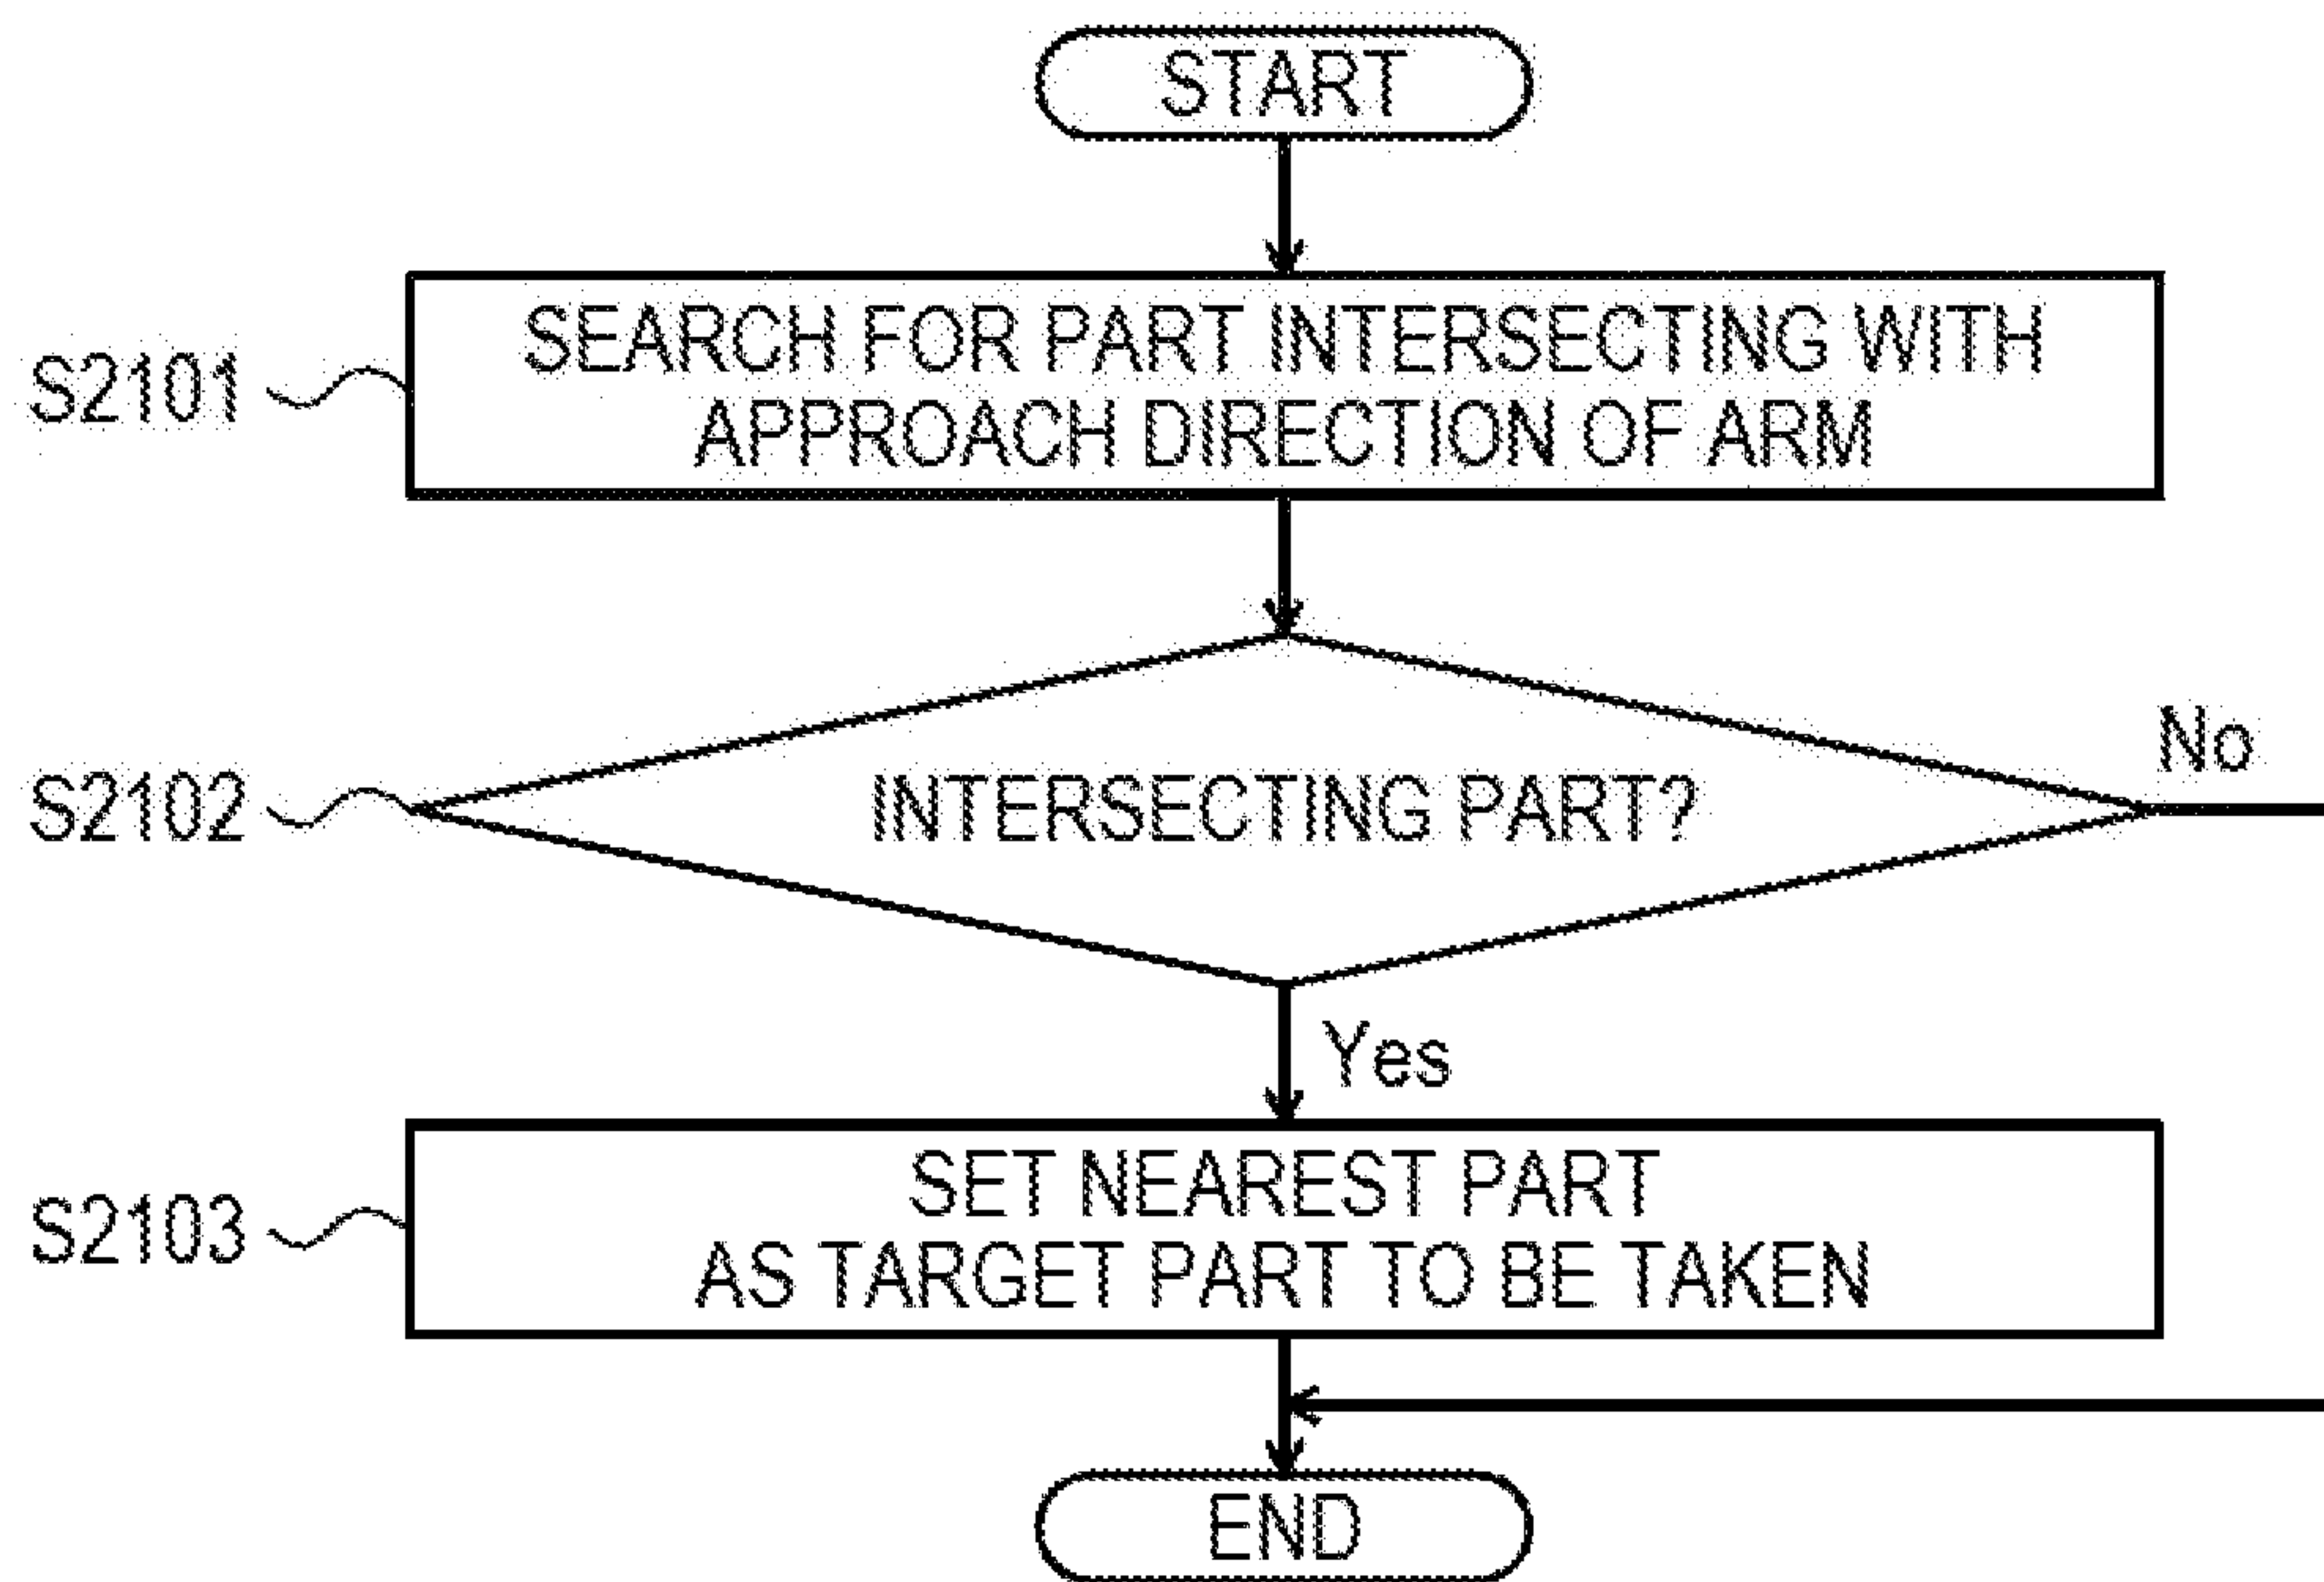 START
S2101
SEARCH FOR PART INTERSECTING WITH
APPROACH DIRECTION OF ARM
S2102
INTERSECTING PART?
No
Yes
S2103
SET NEAREST PART
AS TARGET PART TO BE TAKEN
END